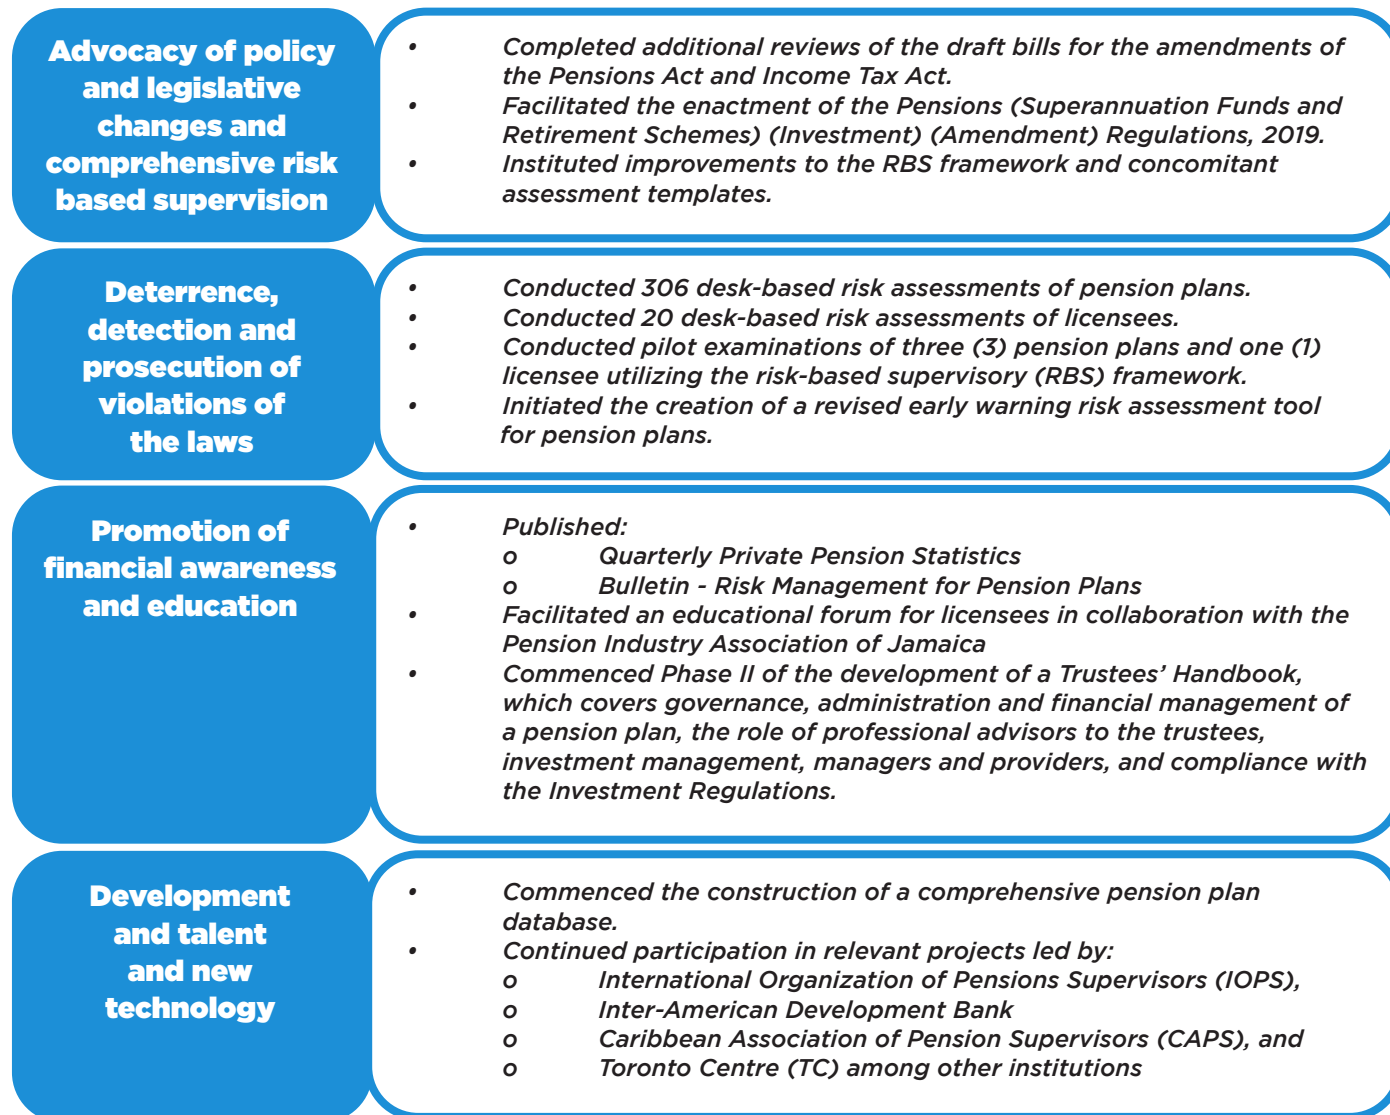 Advocacy of policy
and legislative
changes and
comprehensive risk
based supervision
• Completed additional reviews of the draft bills for the amendments of
the Pensions Act and Income Tax Act.
• Facilitated the enactment of the Pensions (Superannuation Funds and
Retirement Schemes) (Investment) (Amendment) Regulations, 2019.
• Instituted improvements to the RBS framework and concomitant
assessment templates.
Deterrence,
detection and
prosecution of
violations of
the laws
• Conducted 306 desk-based risk assessments of pension plans.
• Conducted 20 desk-based risk assessments of licensees.
• Conducted pilot examinations of three (3) pension plans and one (1)
licensee utilizing the risk-based supervisory (RBS) framework.
• Initiated the creation of a revised early warning risk assessment tool
for pension plans.
Promotion of
financial awareness
and education
• Published:
o Quarterly Private Pension Statistics
o Bulletin - Risk Management for Pension Plans
• Facilitated an educational forum for licensees in collaboration with the
Pension Industry Association of Jamaica
• Commenced Phase II of the development of a Trustees’ Handbook,
which covers governance, administration and financial management of
a pension plan, the role of professional advisors to the trustees,
investment management, managers and providers, and compliance with
the Investment Regulations.
Development
and talent
and new
technology
• Commenced the construction of a comprehensive pension plan
database.
• Continued participation in relevant projects led by:
o International Organization of Pensions Supervisors (IOPS),
o Inter-American Development Bank
o Caribbean Association of Pension Supervisors (CAPS), and
o Toronto Centre (TC) among other institutions